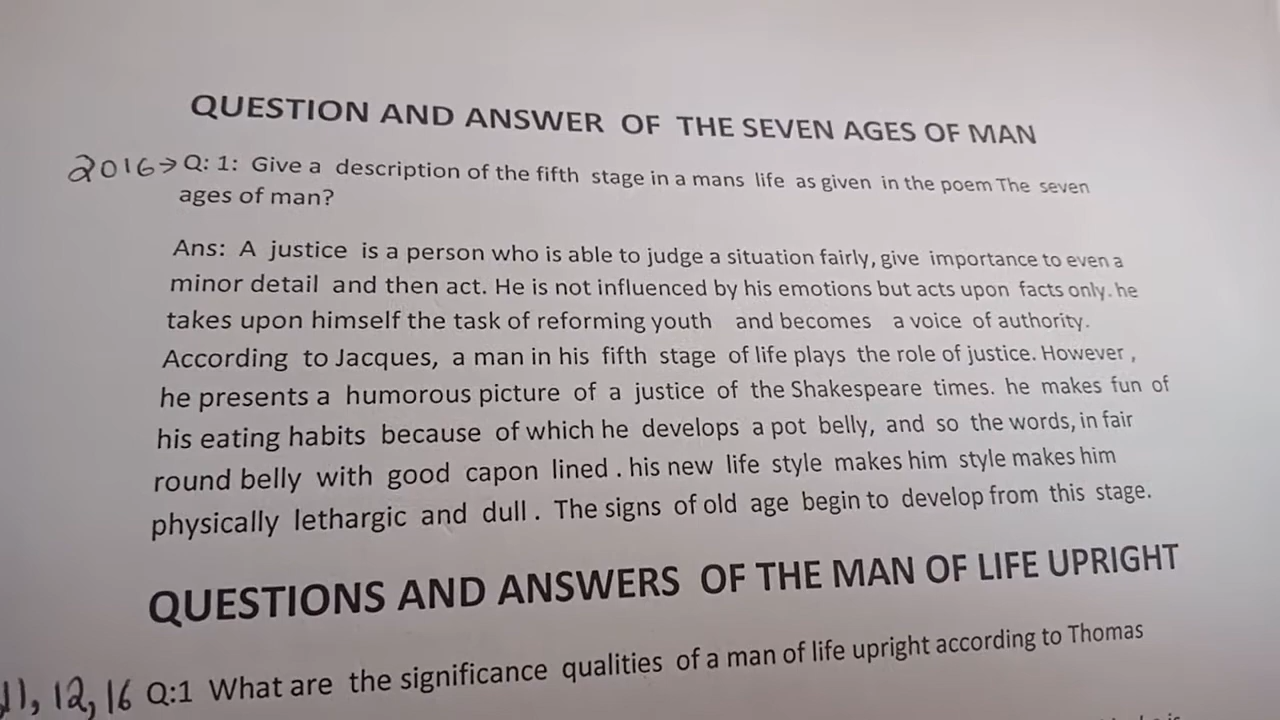 QUESTION AND ANSWER OF THE SEVEN AGES OF MAN
2016→ Q: 1: Give a description of the fifth stage in a mans life as given in the poem The seven
ages of man?
Ans: A justice is a person who is able to judge a situation fairly, give importance to even a
minor detail and then act. He is not influenced by his emotions but acts upon facts only. he
takes upon himself the task of reforming youth and becomes a voice of authority.
According to Jacques, a man in his fifth stage of life plays the role of justice. However ,
he presents a humorous picture of a justice of the Shakespeare times. he makes fun of
his eating habits because of which he develops a pot belly, and so the words, in fair
round belly with good capon lined . his new life style makes him style makes him
physically lethargic and dull . The signs of old age begin to develop from this stage.
QUESTIONS AND ANSWERS OF THE MAN OF LIFE UPRIGHT
11, 12, 16 Q:1 What are the significance qualities of a man of life upright according to Thomas